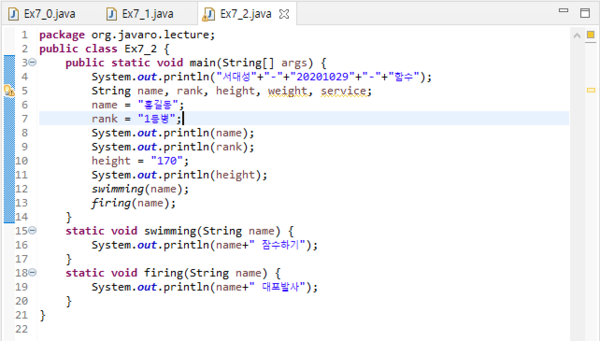 Ex7_0.java Ex7_1.java Ex7_2.java
1 package org.javaro.lecture;
2 public class Ex7_2 {
3 public static void main(String[] args) {
4 System.out.println("서대성"+"-"+"20201029"+"-"+"함수");
5 String name, rank, height, weight, service;
6 name = "홍길동";
7 rank = "1등병";
8 System.out.println(name);
9 System.out.println(rank);
10 height = "170";
11 System.out.println(height);
12 swimming(name);
13 firing(name);
14 }
15 static void swimming(String name) {
16 System.out.println(name+" 잠수하기");
17 }
18 static void firing(String name) {
19 System.out.println(name+" 대포발사");
20 }
21 }
22